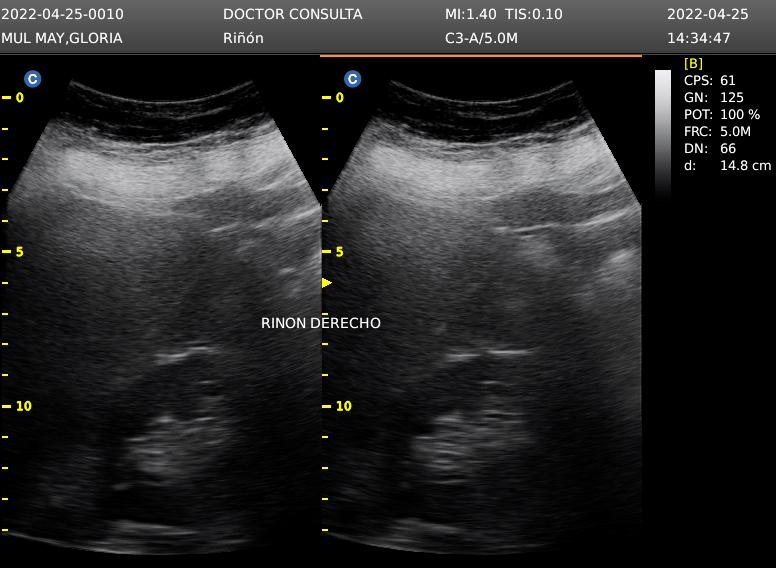 2022-04-25-0010 DOCTOR CONSULTA MI:1.40 TIS:0.10 2022-04-25
MUL MAY,GLORIA Riñón C3-A/5.0M 14:34:47
C C
[B]
CPS: 61
GN: 125
POT: 100 %
FRC: 5.0M
DN: 66
d: 14.8 cm
0 0
5 5
RINON DERECHO
10 10